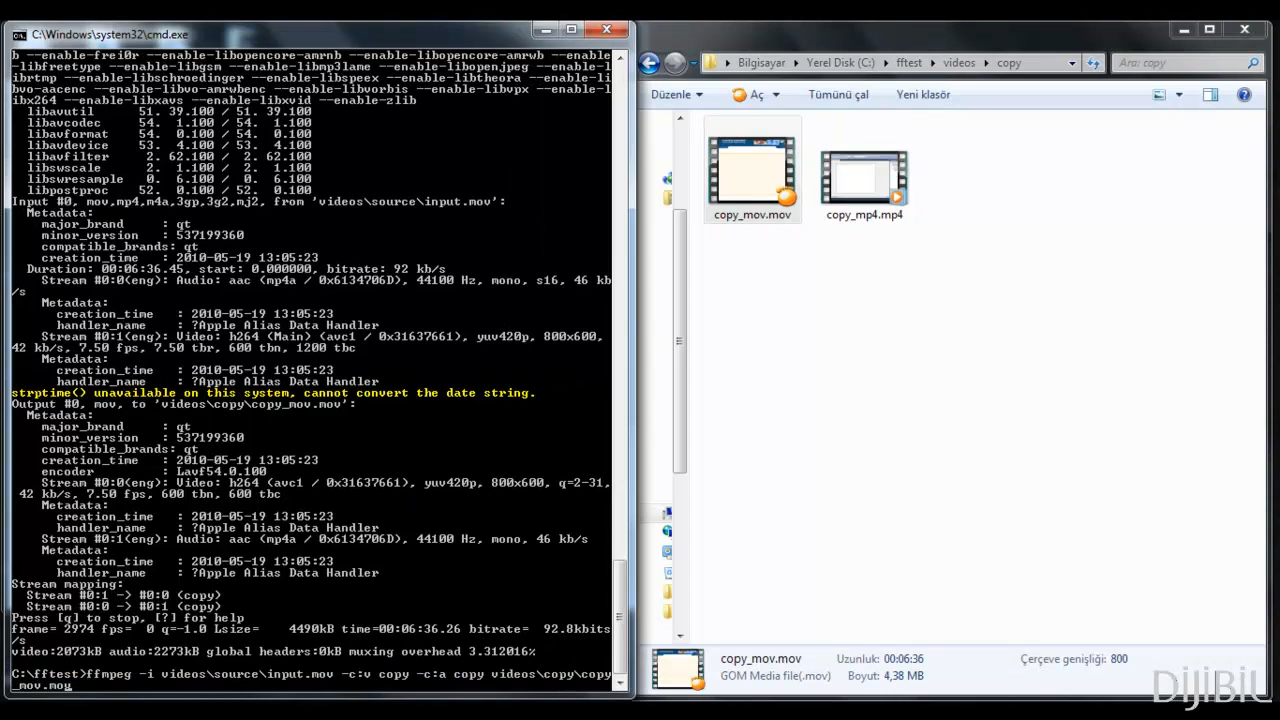 C:\Windows\system32\cmd.exe
b --enable-frei0r --enable-libopencore-amrnb --enable-libopencore-amrwb --enable
-libfreetype --enable-libgsm --enable-libmp3lame --enable-libopenjpeg --enable-l
ibrtmp --enable-libschroedinger --enable-libspeex --enable-libtheora --enable-li
bvo-aacenc --enable-libvo-amrwbenc --enable-libvorbis --enable-libvpx --enable-l
ibx264 --enable-libxavs --enable-libxvid --enable-zlib
libavutil 51. 39.100 / 51. 39.100
libavcodec 54. 1.100 / 54. 1.100
libavformat 54. 0.100 / 54. 0.100
libavdevice 53. 4.100 / 53. 4.100
libavfilter 2. 62.100 / 2. 62.100
libswscale 2. 1.100 / 2. 1.100
libswresample 0. 6.100 / 0. 6.100
libpostproc 52. 0.100 / 52. 0.100
Input #0, mov,mp4,m4a,3gp,3g2,mj2, from 'videos\source\input.mov':
Metadata:
major_brand : qt
minor_version : 537199360
compatible_brands: qt
creation_time : 2010-05-19 13:05:23
Duration: 00:06:36.45, start: 0.000000, bitrate: 92 kb/s
Stream #0:0(eng): Audio: aac (mp4a / 0x6134706D), 44100 Hz, mono, s16, 46 kb
/s
Metadata:
creation_time : 2010-05-19 13:05:23
handler_name : ?Apple Alias Data Handler
Stream #0:1(eng): Video: h264 (Main) (avc1 / 0x31637661), yuv420p, 800x600,
42 kb/s, 7.50 fps, 7.50 tbr, 600 tbn, 1200 tbc
Metadata:
creation_time : 2010-05-19 13:05:23
handler_name : ?Apple Alias Data Handler
strptime() unavailable on this system, cannot convert the date string.
Output #0, mov, to 'videos\copy\copy_mov.mov':
Metadata:
major_brand : qt
minor_version : 537199360
compatible_brands: qt
creation_time : 2010-05-19 13:05:23
encoder : Lavf54.0.100
Stream #0:0(eng): Video: h264 (avc1 / 0x31637661), yuv420p, 800x600, q=2-31,
42 kb/s, 7.50 fps, 600 tbn, 600 tbc
Metadata:
creation_time : 2010-05-19 13:05:23
handler_name : ?Apple Alias Data Handler
Stream #0:1(eng): Audio: aac (mp4a / 0x6134706D), 44100 Hz, mono, 46 kb/s
Metadata:
creation_time : 2010-05-19 13:05:23
handler_name : ?Apple Alias Data Handler
Stream mapping:
Stream #0:1 -> #0:0 (copy)
Stream #0:0 -> #0:1 (copy)
Press [q] to stop, [?] for help
frame= 2974 fps= 0 q=-1.0 Lsize= 4490kB time=00:06:36.26 bitrate= 92.8kbits
/s
video:2073kB audio:2273kB global headers:0kB muxing overhead 3.312016%
C:\fftest>ffmpeg -i videos\source\input.mov -c:v copy -c:a copy videos\copy\copy
_mov.mov
Bilgisayar Yerel Disk (C:) fftest videos copy
Ara: copy
Düzenle Aç Tümünü çal Yeni klasör
copy_mov.mov copy_mp4.mp4
copy_mov.mov Uzunluk: 00:06:36 Çerçeve genişliği: 800
GOM Media file(.mov) Boyut: 4,38 MB
DijiBil